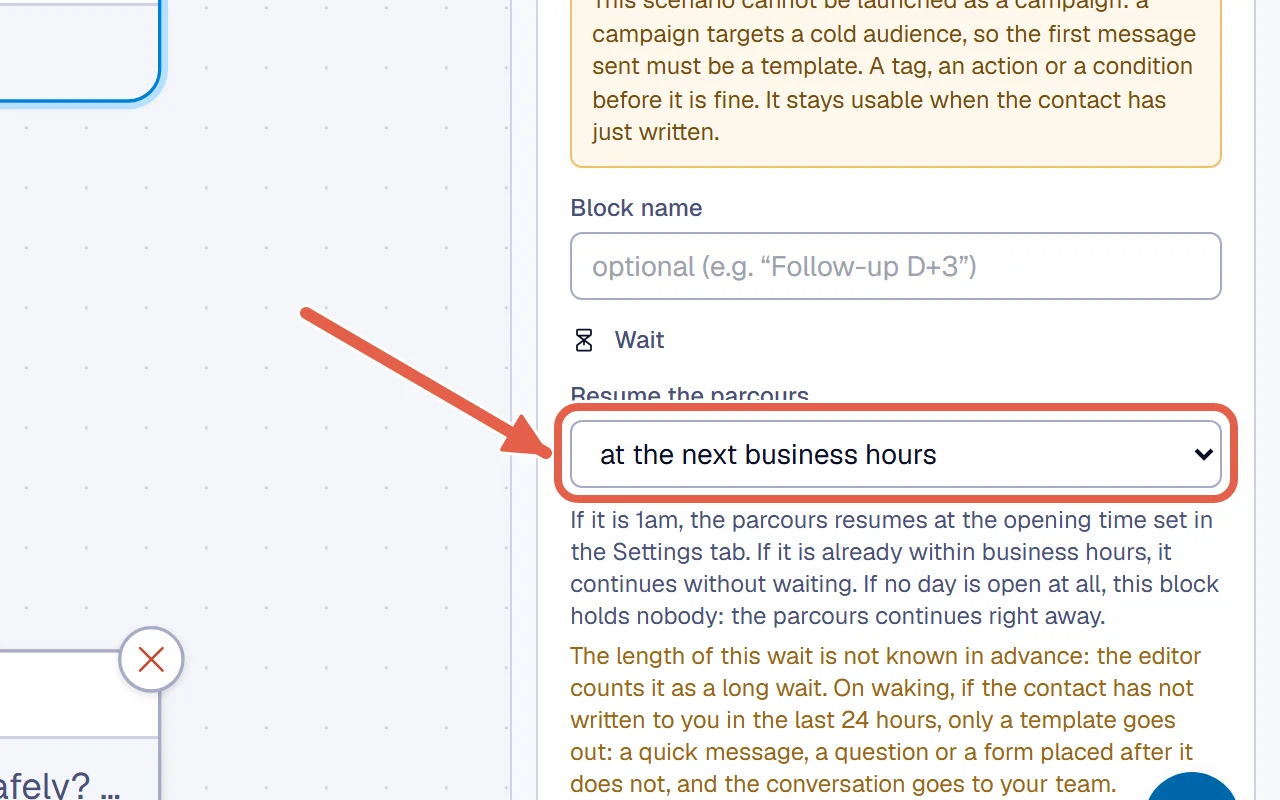 This scenario cannot be launched as a campaign: a
campaign targets a cold audience, so the first message
sent must be a template. A tag, an action or a condition
before it is fine. It stays usable when the contact has
just written.
Block name
optional (e.g. “Follow-up D+3”)
Wait
Resume the parcours
at the next business hours
If it is 1am, the parcours resumes at the opening time set in
the Settings tab. If it is already within business hours, it
continues without waiting. If no day is open at all, this block
holds nobody: the parcours continues right away.
The length of this wait is not known in advance: the editor
counts it as a long wait. On waking, if the contact has not
written to you in the last 24 hours, only a template goes
out: a quick message, a question or a form placed after it
does not, and the conversation goes to your team.
? ...